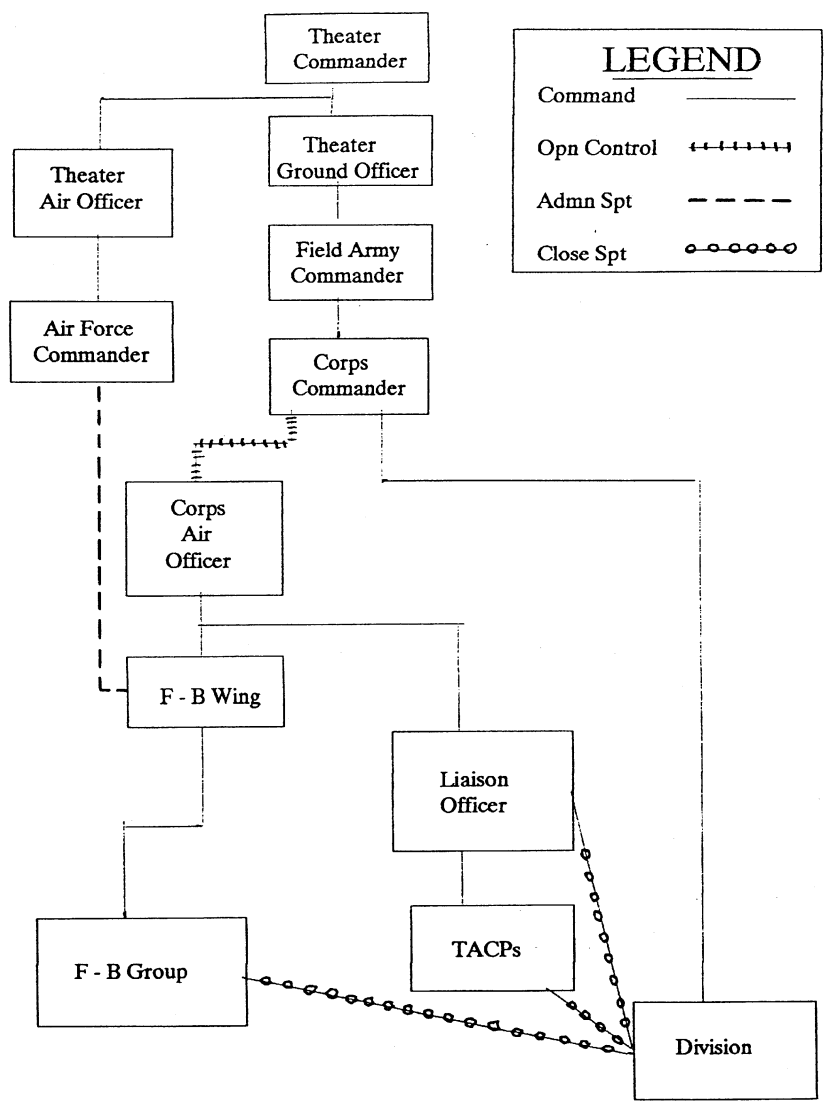 Theater
Commander
LEGEND
Command
Opn Control
Admn Spt
Close Spt
Theater
Ground Officer
Theater
Air Officer
Field Army
Commander
Air Force
Commander
Corps
Commander
Corps
Air
Officer
F - B Wing
Liaison
Officer
TACPs
F - B Group
Division